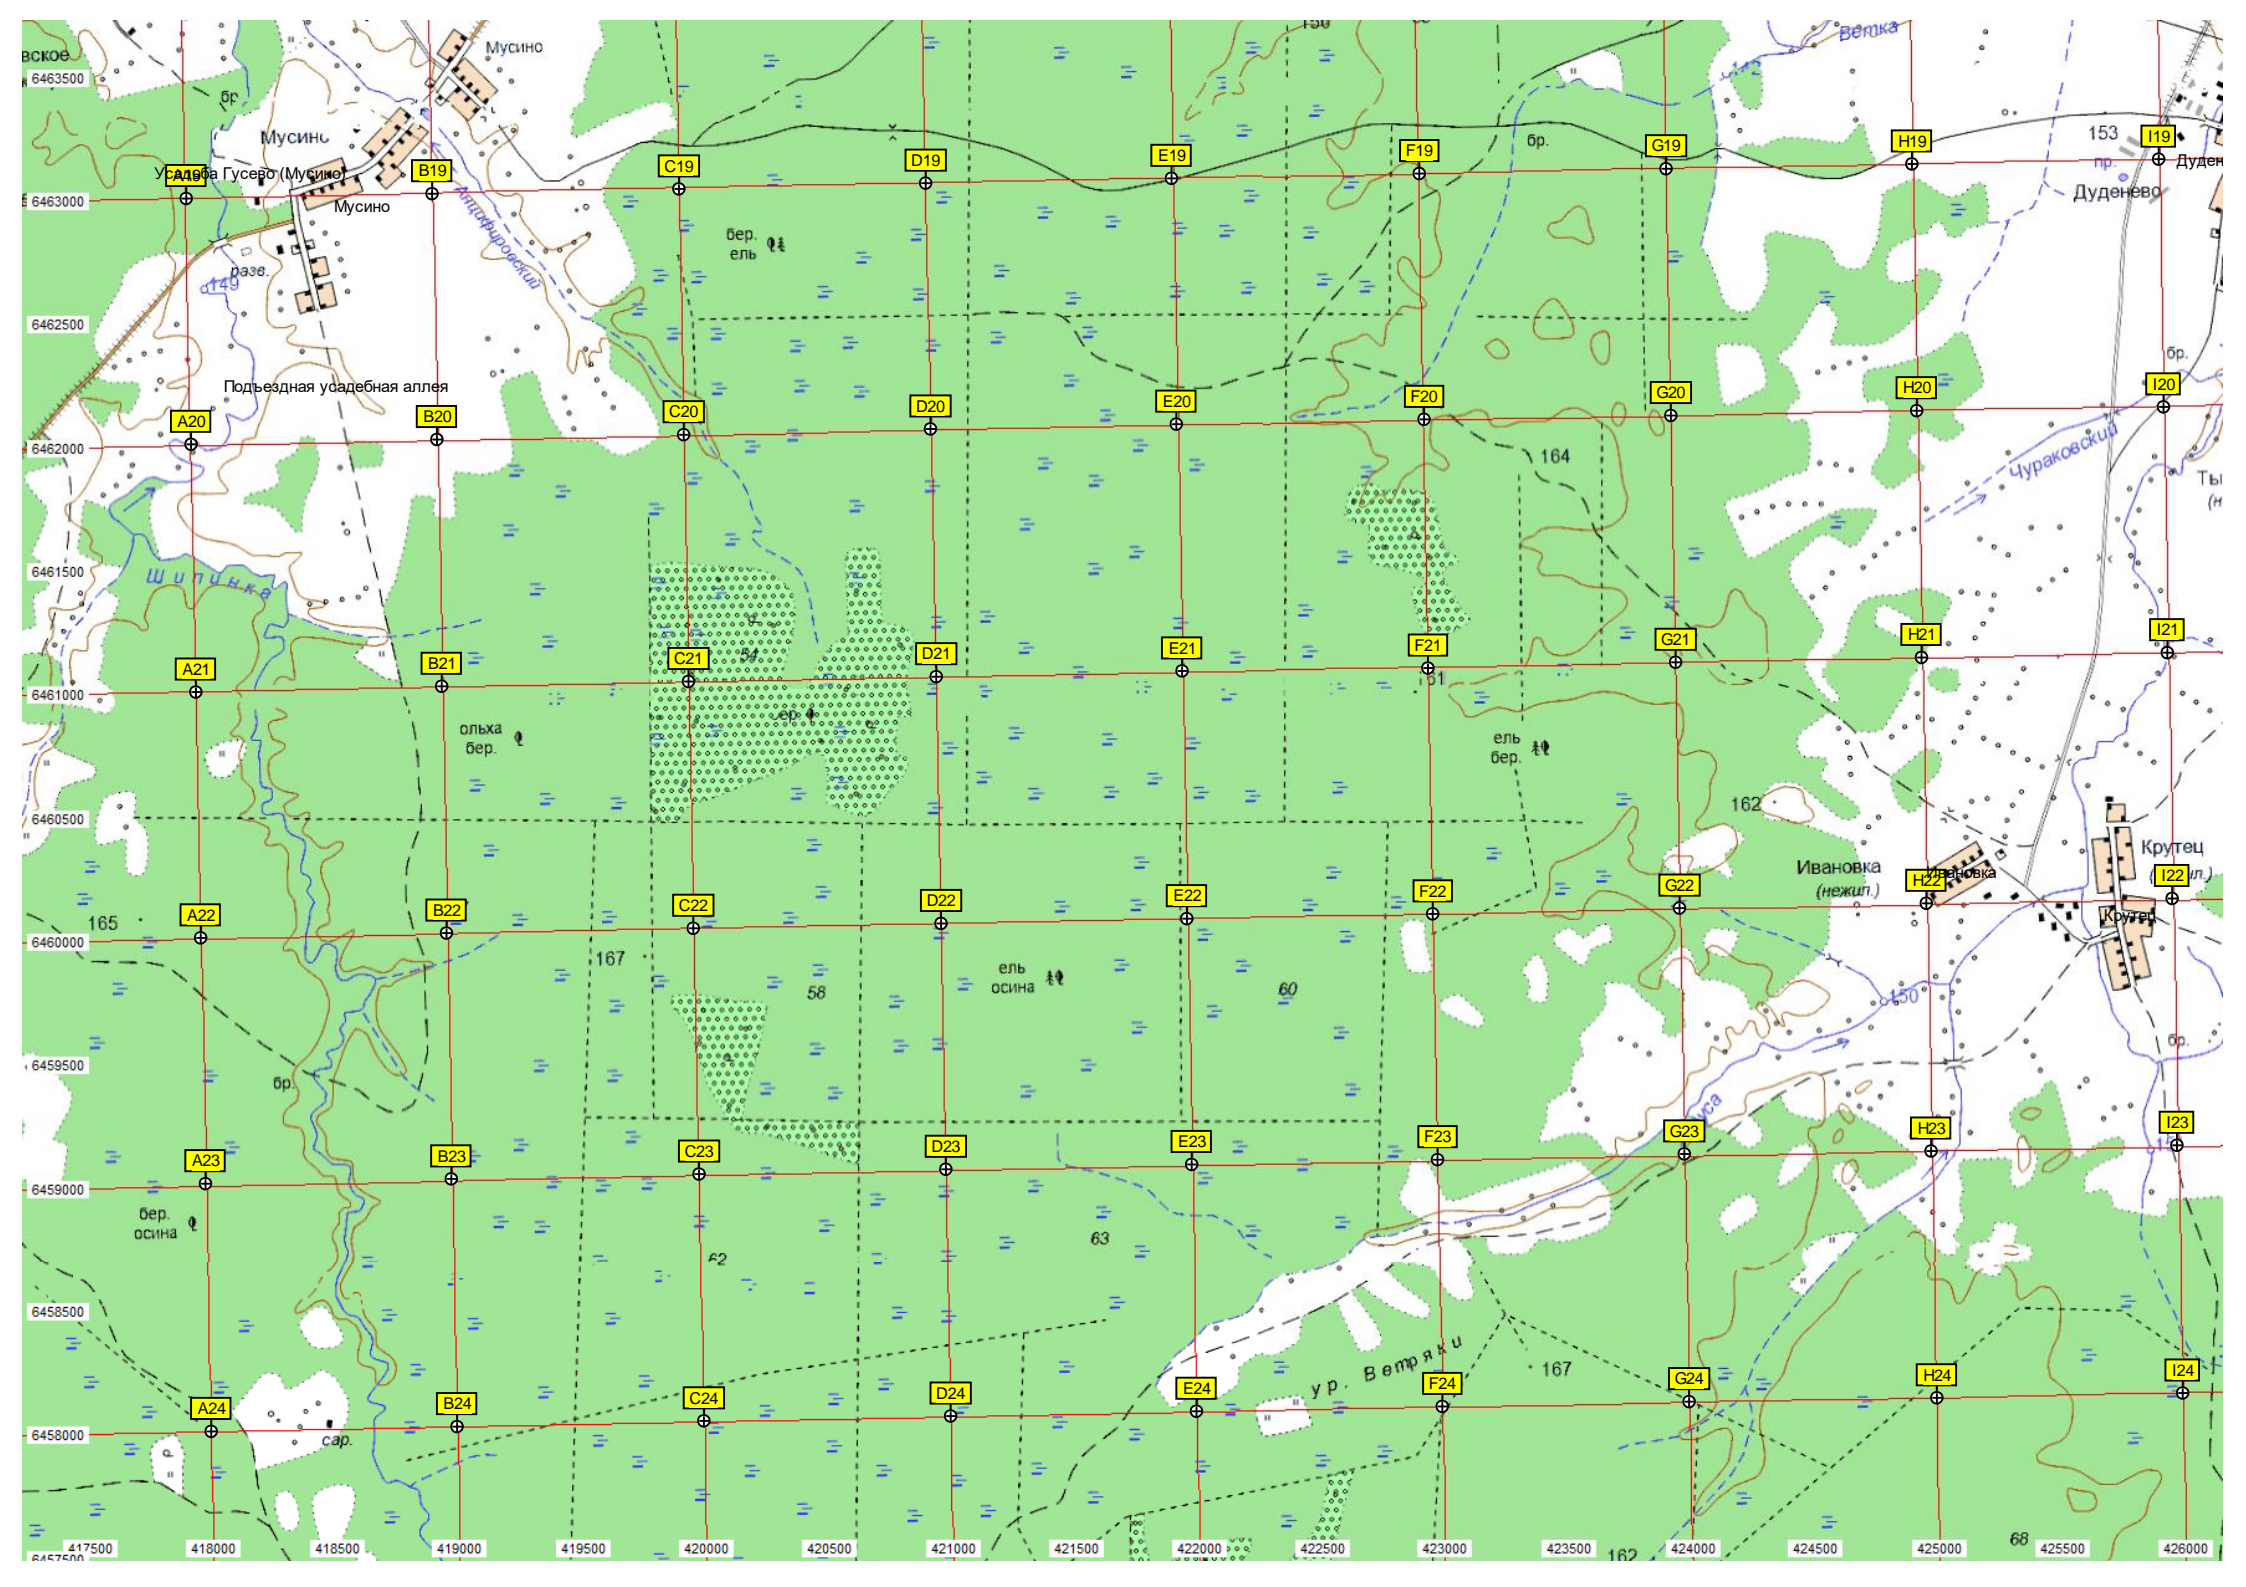 150
Ветка
вское
Мусино
6463500
142
бр
Мусино
бр.
153
F19
G19
H19
I19
E19
D19
C19
B19
пр.
Дуден
Усадьба Гусево (Мусино)
Дуденево
6463000
Мусино
Анциферовский
бер.
ель
разв.
149
6462500
бр.
Подъездная усадебная аллея
A20
B20
C20
D20
E20
F20
G20
H20
I20
6462000
164
Чураковский
Ты
(н
6461500
Шипинка
A21
B21
C21
54
D21
E21
F21
G21
H21
I21
6461000
ольха
бер.
ель
бер.
162
6460500
Ивановка
(нежил.)
Ивановка
Крутец
A22
B22
C22
D22
E22
F22
G22
H22
I22
165
Крутец
6460000
167
ель
осина
58
60
150
бр.
6459500
бр.
A23
B23
C23
D23
E23
F23
G23
H23
I23
6459000
бер.
осина
62
63
6458500
ур. Ветряки
167
A24
B24
C24
D24
E24
F24
G24
H24
I24
6458000
сар.
68
162
417500
418000
418500
419000
419500
420000
420500
421000
421500
422000
422500
423000
423500
424000
424500
425000
425500
426000